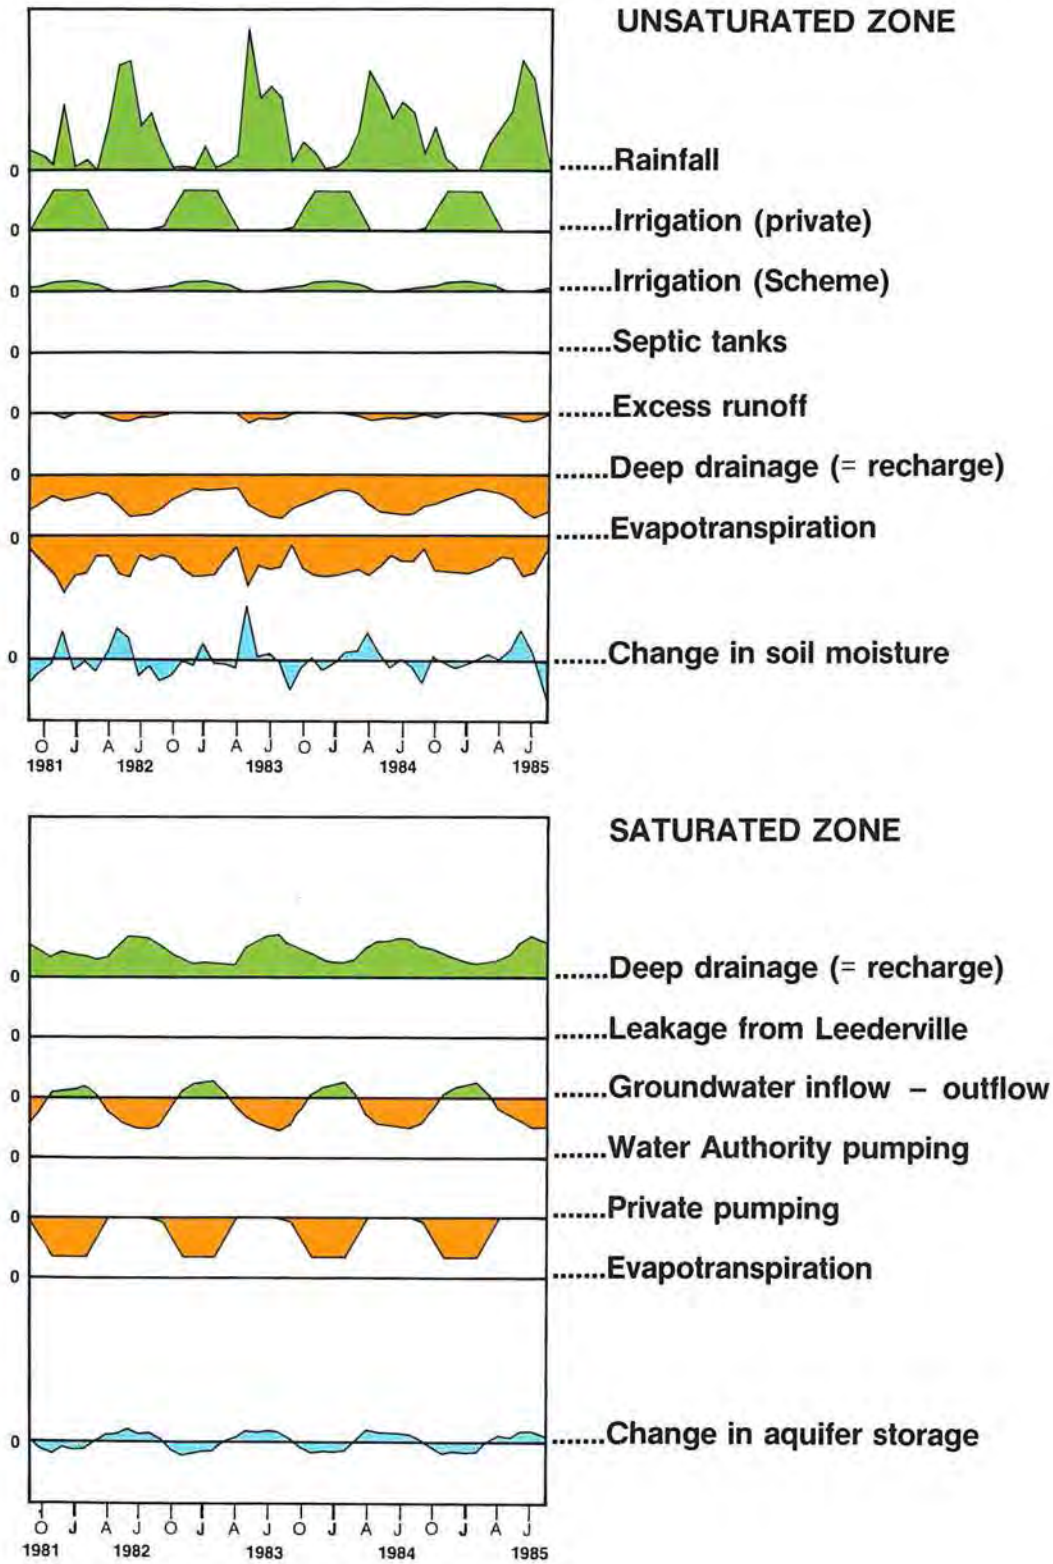 UNSATURATED ZONE
0 .......Rainfall
0 .......Irrigation (private)
0 .......Irrigation (Scheme)
0 .......Septic tanks
0 .......Excess runoff
0 .......Deep drainage (= recharge)
0 .......Evapotranspiration
0 .......Change in soil moisture
O J A J O J A J O J A J O J A J
1981 1982 1983 1984 1985
SATURATED ZONE
0 .......Deep drainage (= recharge)
0 .......Leakage from Leederville
0 .......Groundwater inflow – outflow
0 .......Water Authority pumping
0 .......Private pumping
0 .......Evapotranspiration
0 .......Change in aquifer storage
O J A J O J A J O J A J O J A J
1981 1982 1983 1984 1985